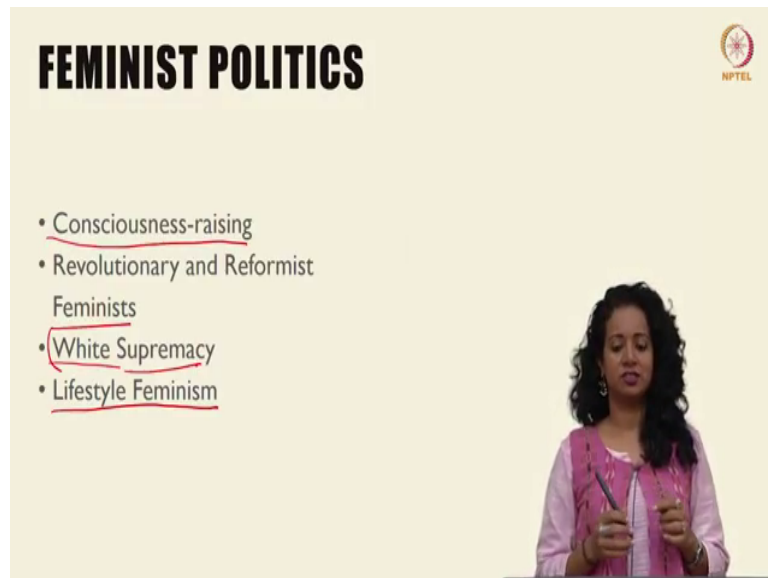 FEMINIST POLITICS
NPTEL
• Consciousness-raising
• Revolutionary and Reformist
Feminists
• White Supremacy
• Lifestyle Feminism